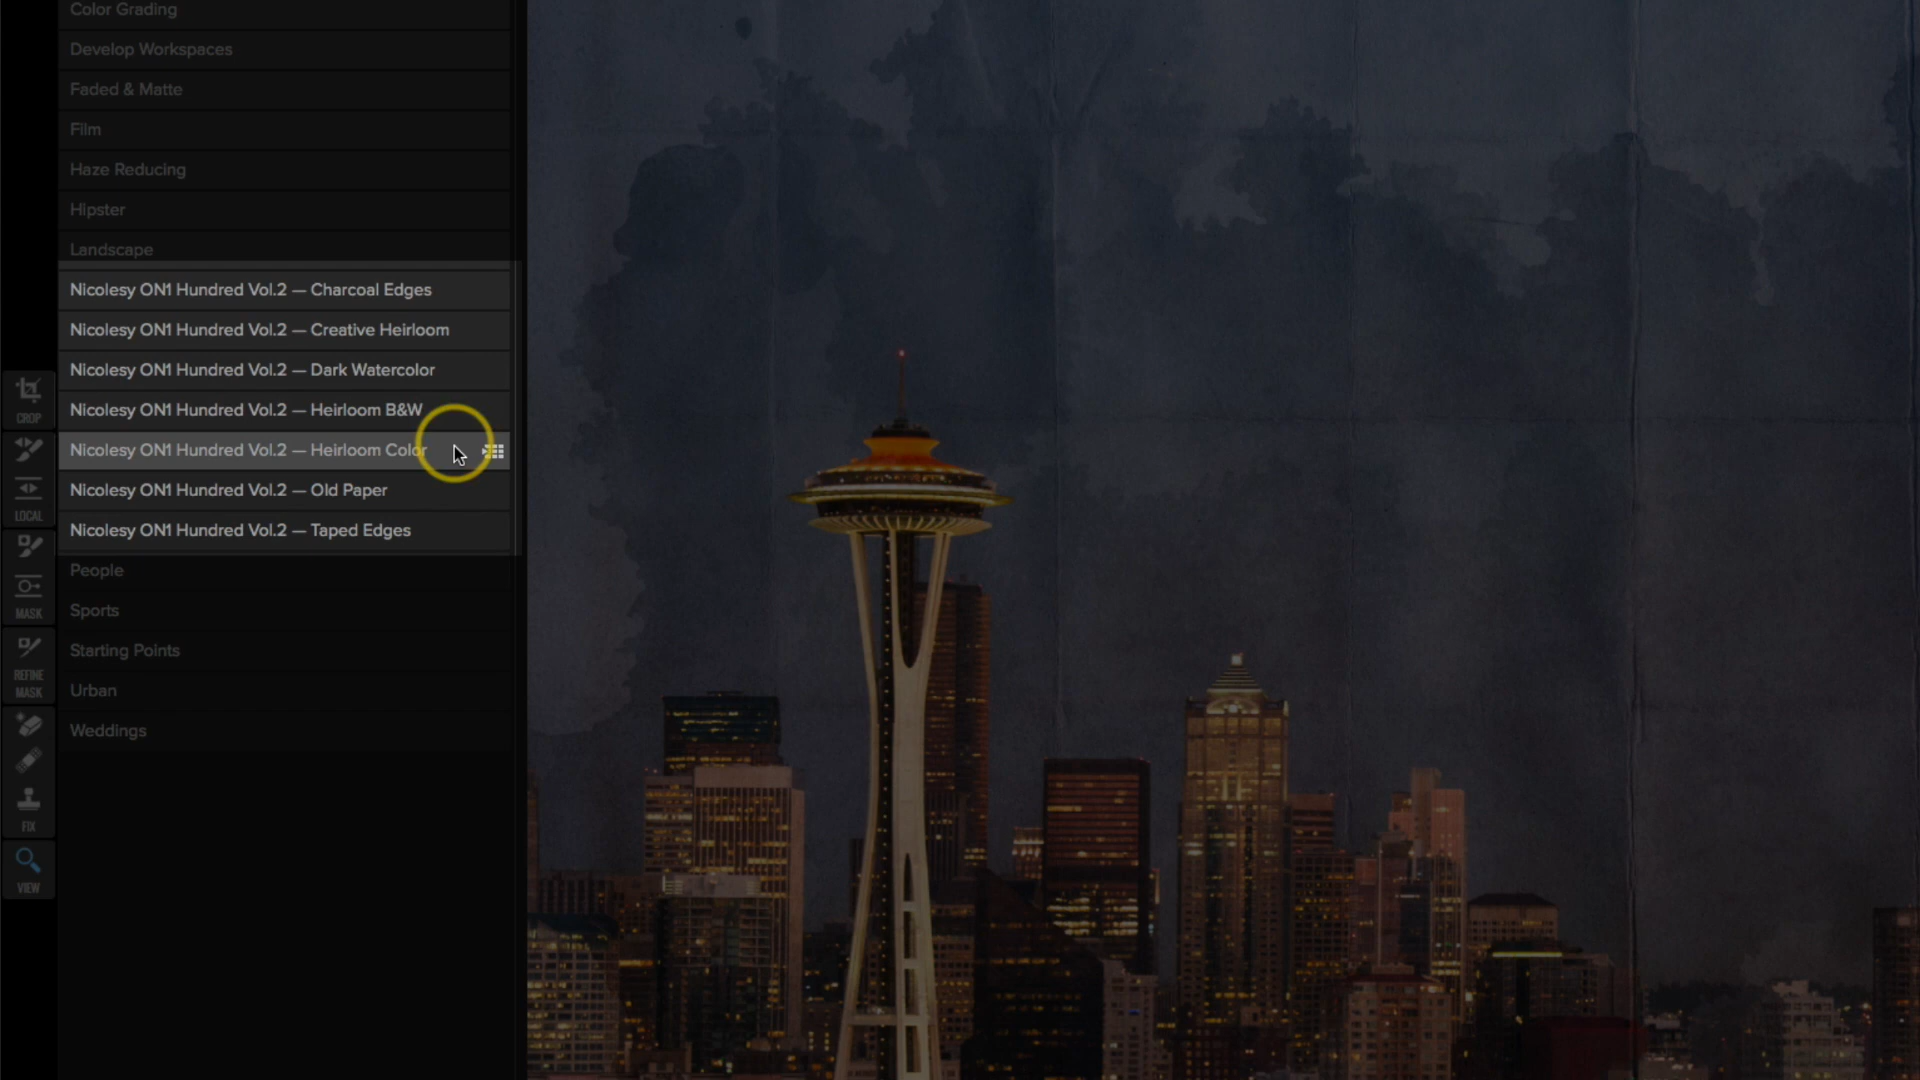 Color Grading
Develop Workspaces
Faded & Matte
Film
Haze Reducing
Hipster
Landscape
Nicolesy ON1 Hundred Vol.2 — Charcoal Edges
Nicolesy ON1 Hundred Vol.2 — Creative Heirloom
Nicolesy ON1 Hundred Vol.2 — Dark Watercolor
Nicolesy ON1 Hundred Vol.2 — Heirloom B&W
Nicolesy ON1 Hundred Vol.2 — Heirloom Color
Nicolesy ON1 Hundred Vol.2 — Old Paper
Nicolesy ON1 Hundred Vol.2 — Taped Edges
People
Sports
Starting Points
Urban
Weddings
CROP
LOCAL
MASK
REFINE
MASK
FIX
VIEW